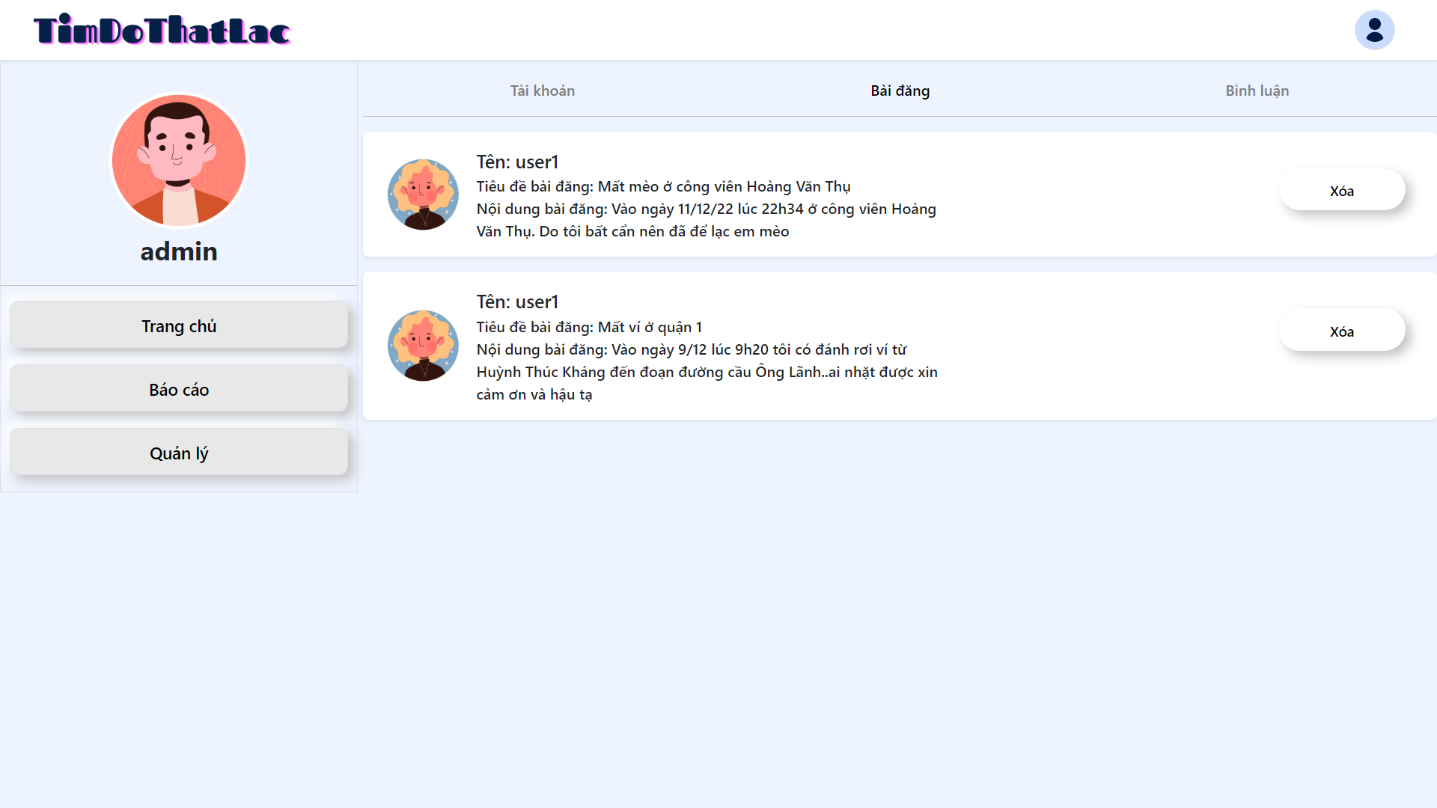 TimDoThatLac
admin
Trang chủ
Báo cáo
Quản lý
Tài khoản
Bài đăng
Bình luận
Tên: user1
Tiêu đề bài đăng: Mất mèo ở công viên Hoàng Văn Thụ
Nội dung bài đăng: Vào ngày 11/12/22 lúc 22h34 ở công viên Hoàng
Văn Thụ. Do tôi bất cẩn nên đã để lạc em mèo
Xóa
Tên: user1
Tiêu đề bài đăng: Mất ví ở quận 1
Nội dung bài đăng: Vào ngày 9/12 lúc 9h20 tôi có đánh rơi ví từ
Huỳnh Thúc Kháng đến đoạn đường cầu Ông Lãnh..ai nhặt được xin
cảm ơn và hậu tạ
Xóa